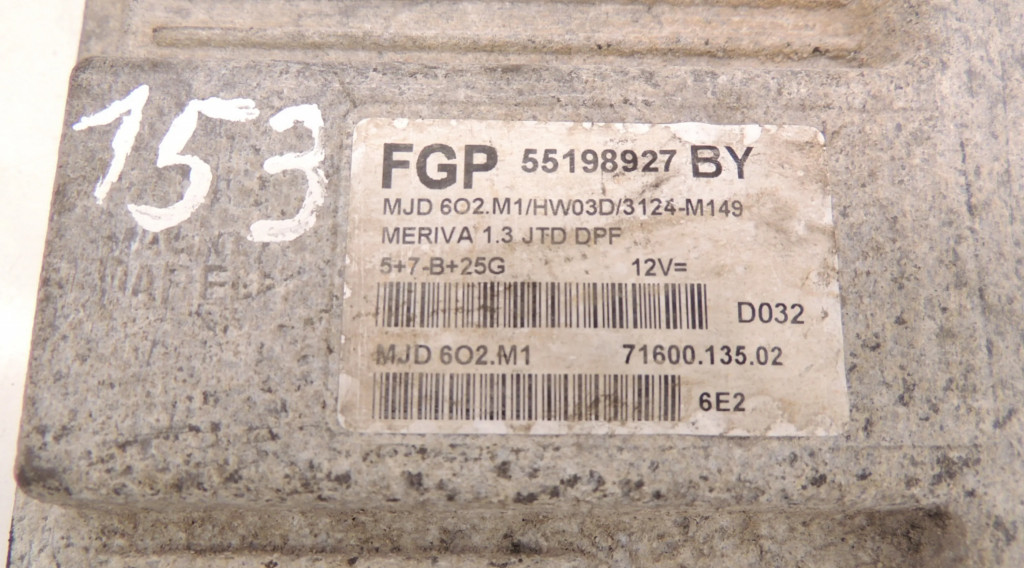 153
FGP 55198927 BY
MJD 6O2.M1/HW03D/3124-M149
MERIVA 1.3 JTD DPF
5+7-B+25G 12V=
D032
MJD 6O2.M1 71600.135.02
6E2